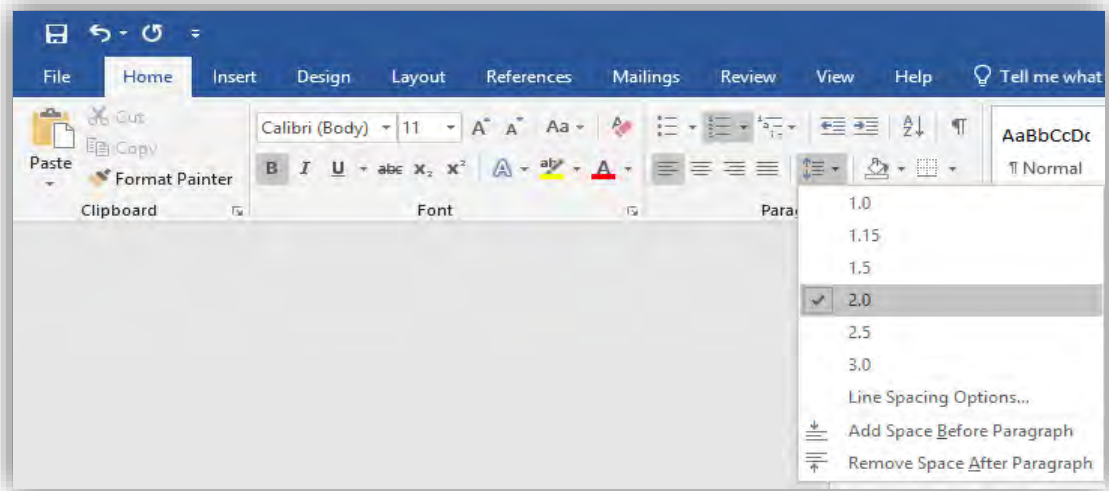 File Home Insert Design Layout References Mailings Review View Help Tell me what
Cut
Copy
Paste
Format Painter
Clipboard
Calibri (Body) 11 A A Aa
B I U abc X₂ X² A aby A
Font
Para
AaBbCcDc
¶ Normal
1.0
1.15
1.5
2.0
2.5
3.0
Line Spacing Options...
Add Space Before Paragraph
Remove Space After Paragraph